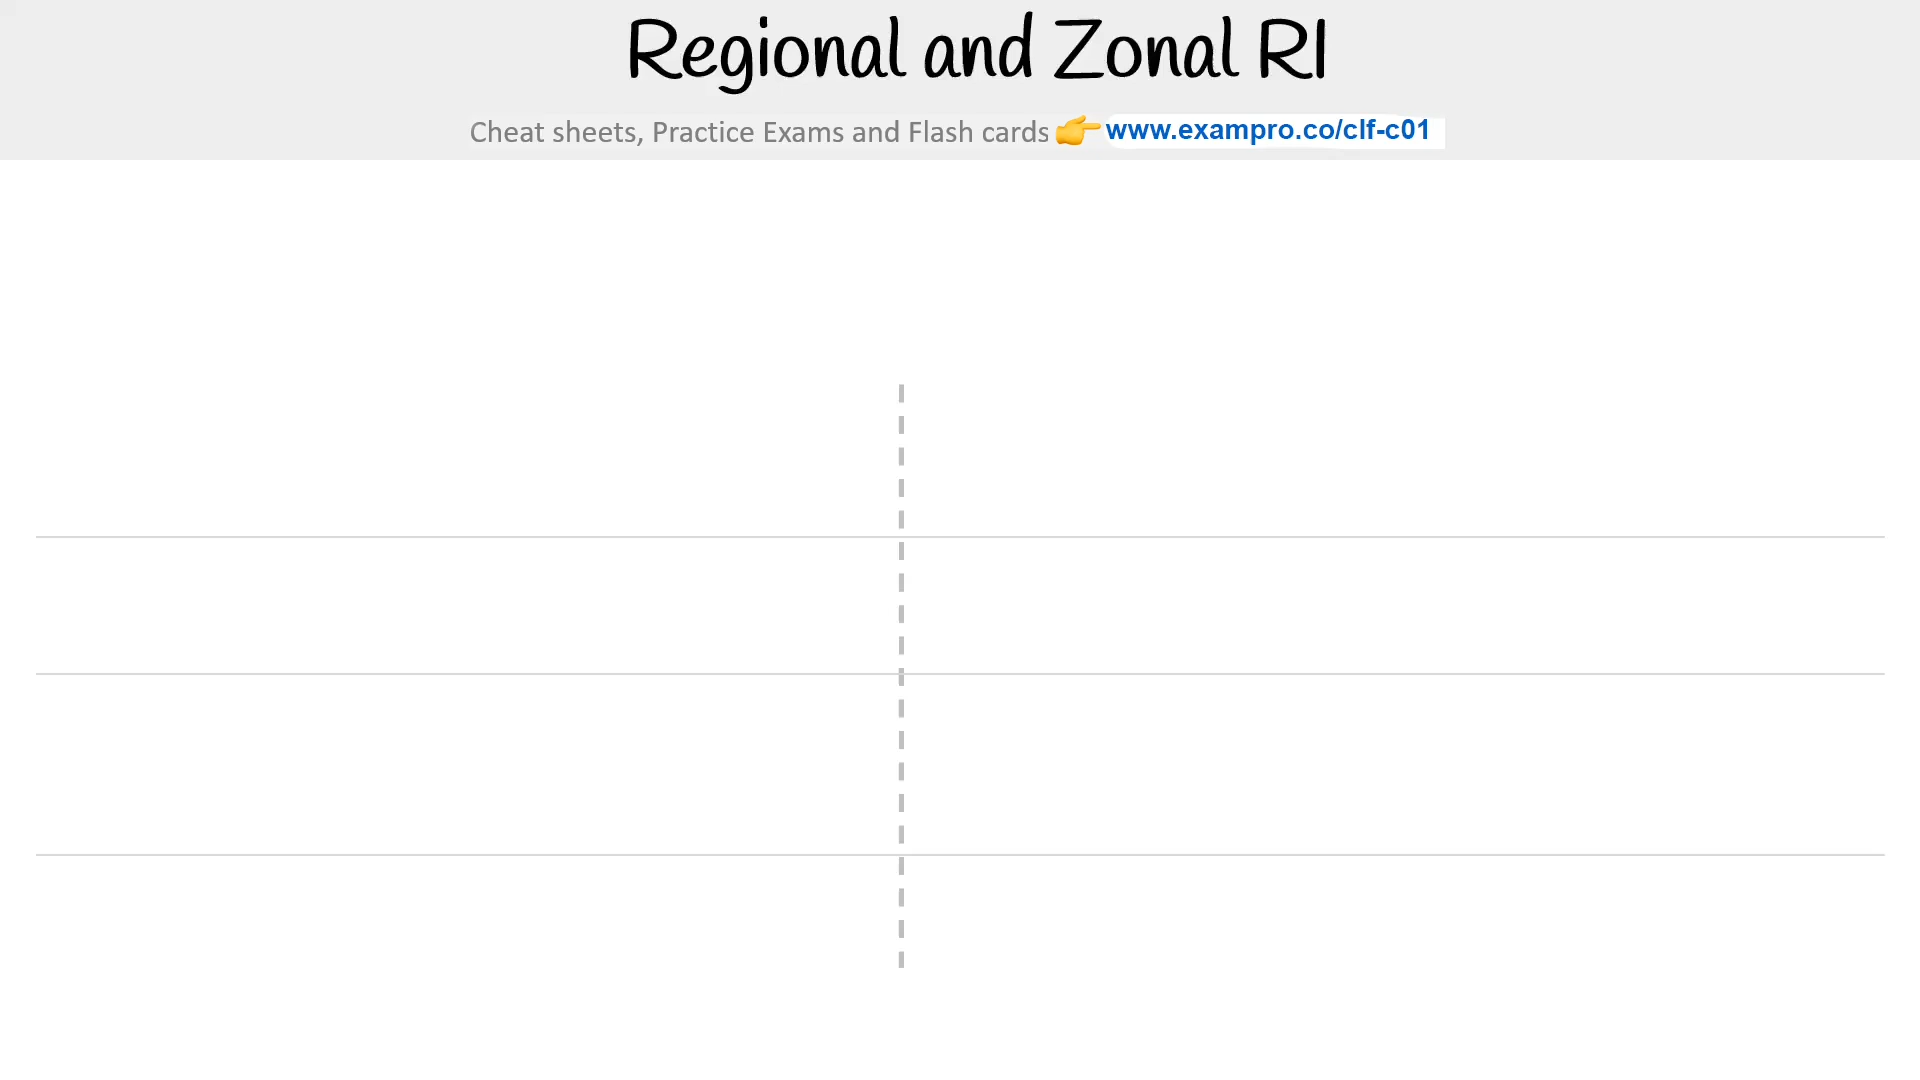 Regional and Zonal RI
Cheat sheets, Practice Exams and Flash cards 👉 www.exampro.co/clf-c01